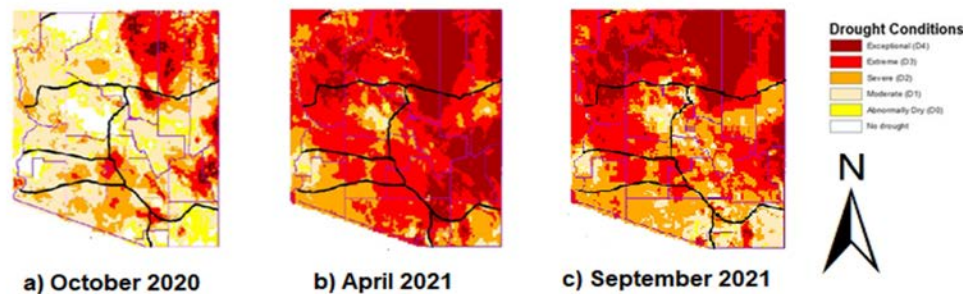 Drought Conditions
Exceptional (D4)
Extreme (D3)
Severe (D2)
Moderate (D1)
Abnormally Dry (D0)
No drought
N
a) October 2020
b) April 2021
c) September 2021